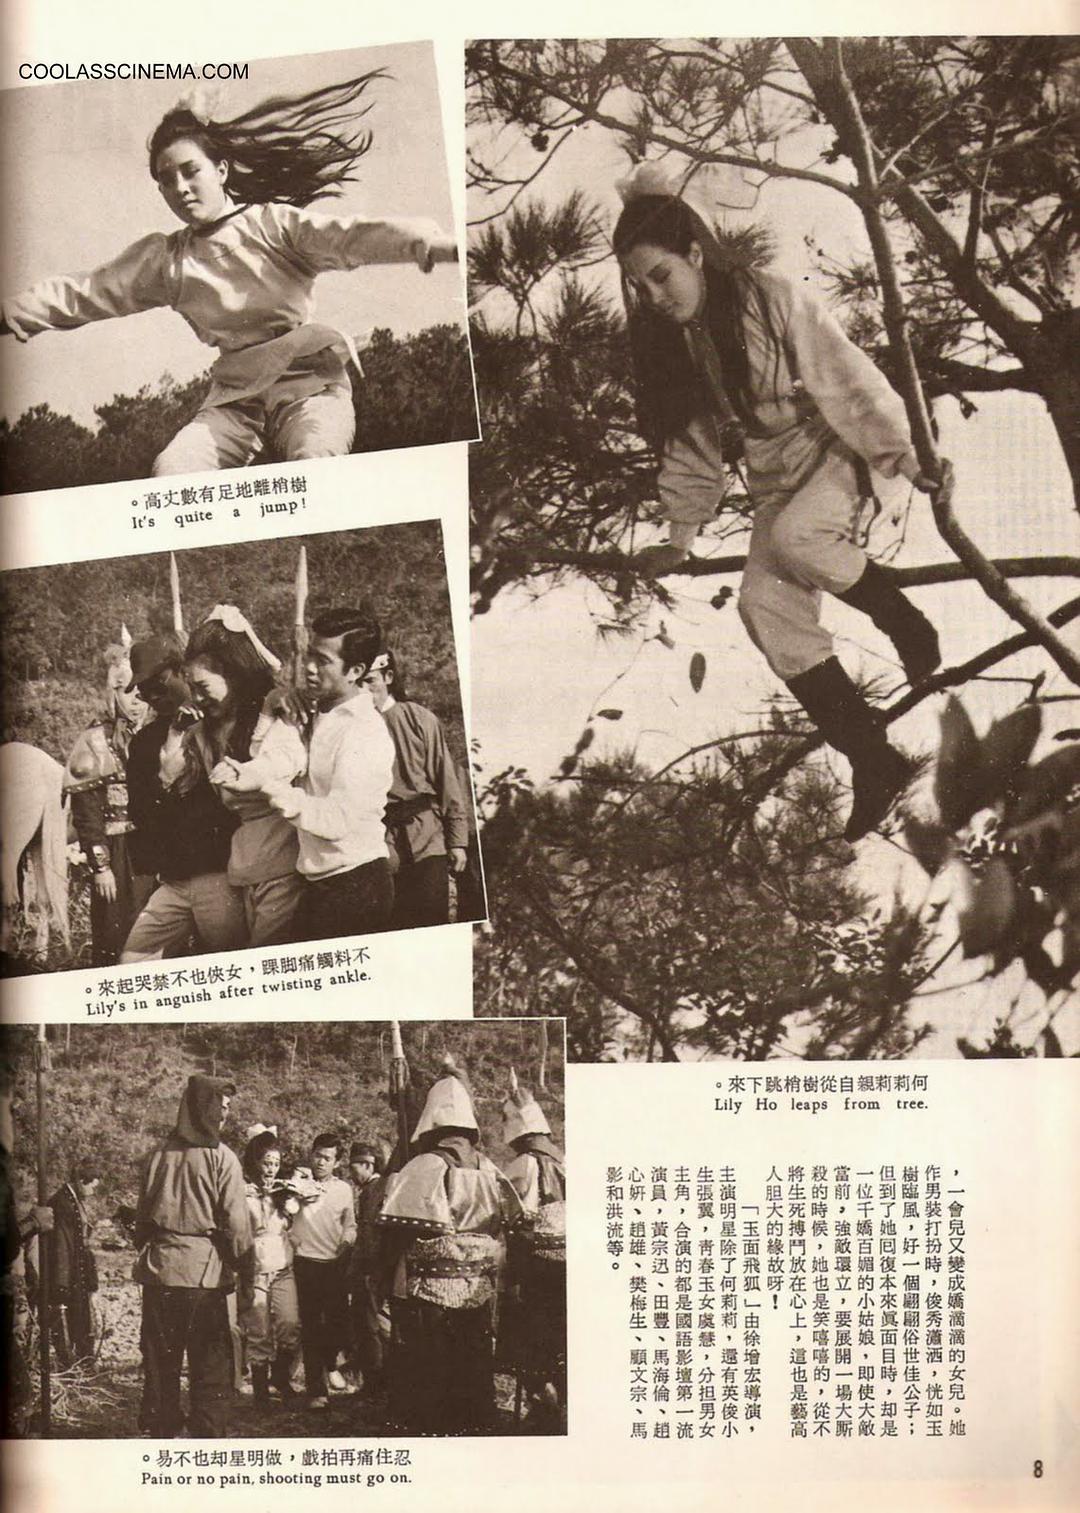 COOLASSCINEMA.COM
樹梢離地足有數丈高。
It's quite a jump!
不料觸痛脚踝，女俠也不禁哭起來。
Lily's in anguish after twisting ankle.
何莉莉親自從樹梢跳下來。
Lily Ho leaps from tree.
，一會兒又變成嬌滴滴的女兒。她
作男裝打扮時，俊秀瀟洒，恍如玉
樹臨風，好一個翩翩俗世佳公子；
但到了她囘復本來眞面目時，却是
一位千嬌百媚的小姑娘，即使大敵
當前，強敵環立，要展開一場大厮
殺的時候，她也是笑嘻嘻的，從不
將生死搏鬥放在心上，這也是藝高
人胆大的緣故呀！
「玉面飛狐」由徐增宏導演，
主演明星除了何莉莉，還有英俊小
生張翼，靑春玉女虞慧，分担男女
主角，合演的都是國語影壇第一流
演員，黃宗迅、田豐、馬海倫、趙
心妍、趙雄、樊梅生、顧文宗、馬
影和洪流等。
忍住痛再拍戲，做明星却也不易。
Pain or no pain, shooting must go on.
8